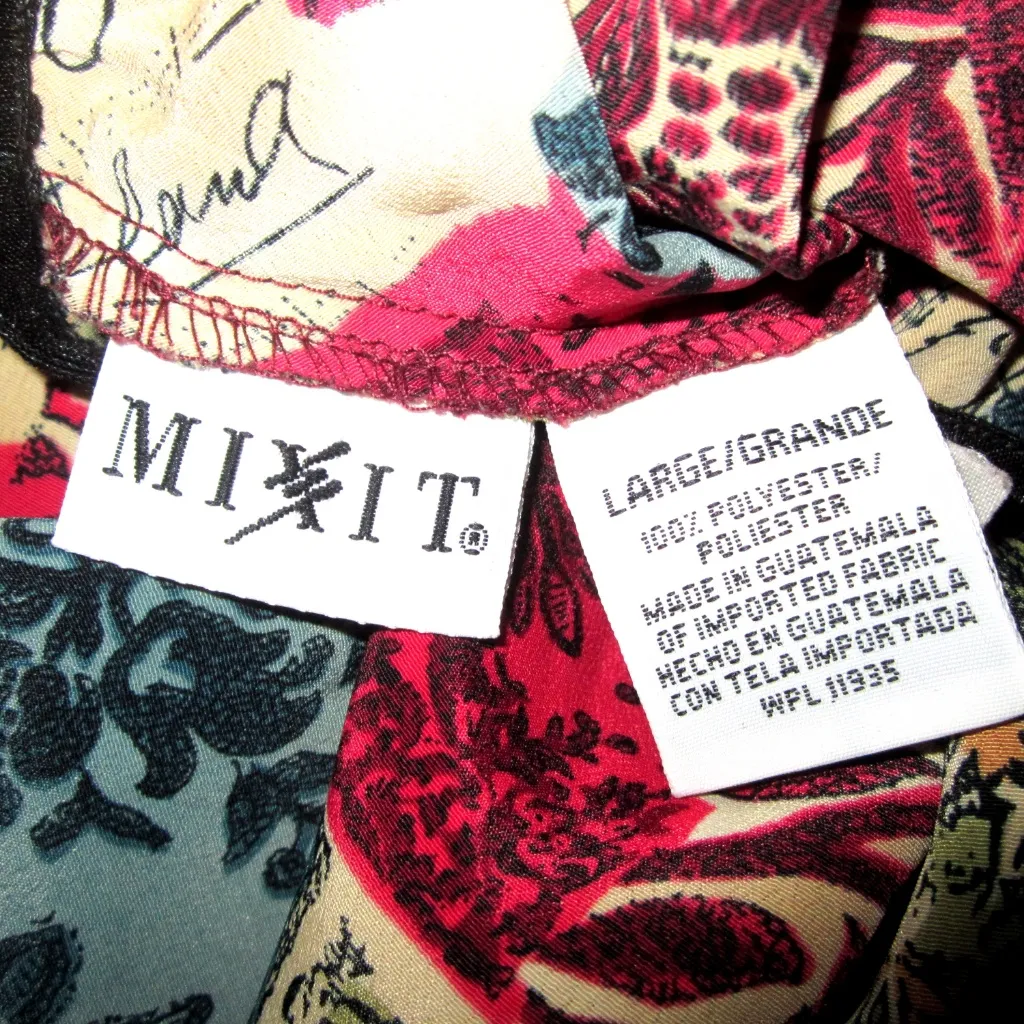 MIXIT®
LARGE/GRANDE
100% POLYESTER/
POLIESTER
MADE IN GUATEMALA
OF IMPORTED FABRIC
HECHO EN GUATEMALA
CON TELA IMPORTADA
WPL 11935